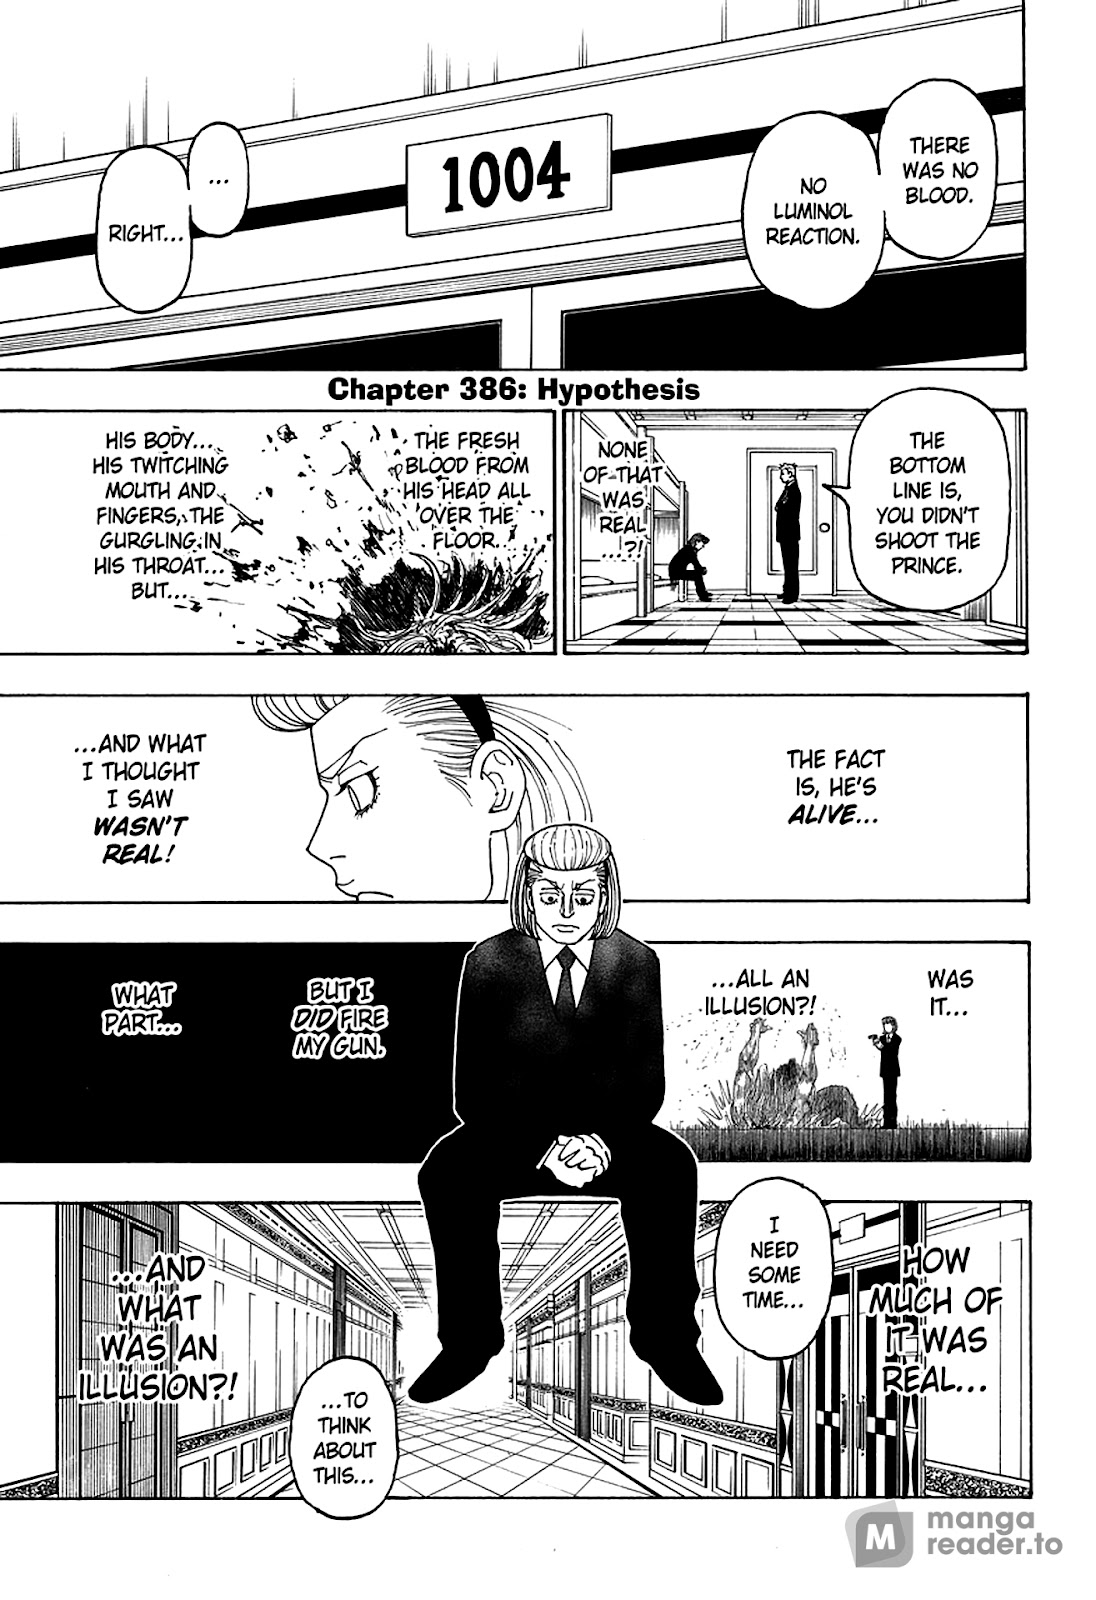 THERE
WAS NO
BLOOD.
NO
LUMINOL
REACTION.
1004
...
RIGHT...
Chapter 386: Hypothesis
THE
BOTTOM
LINE IS,
YOU DIDN'T
SHOOT THE
PRINCE.
NONE
OF THAT
WAS
REAL
...?!
THE FRESH
BLOOD FROM
HIS HEAD ALL
OVER THE
FLOOR...
HIS BODY...
HIS TWITCHING
MOUTH AND
FINGERS, THE
GURGLING IN
HIS THROAT...
BUT...
THE FACT
IS, HE'S
ALIVE...
...AND WHAT
I THOUGHT
I SAW
WASN'T
REAL!
WAS
IT...
...ALL AN
ILLUSION?!
BUT I
DID FIRE
MY GUN.
WHAT
PART...
HOW
MUCH OF
IT WAS
REAL...
I
NEED
SOME
TIME...
...TO
THINK
ABOUT
THIS...
...AND
WHAT
WAS AN
ILLUSION?!
M manga
reader.to